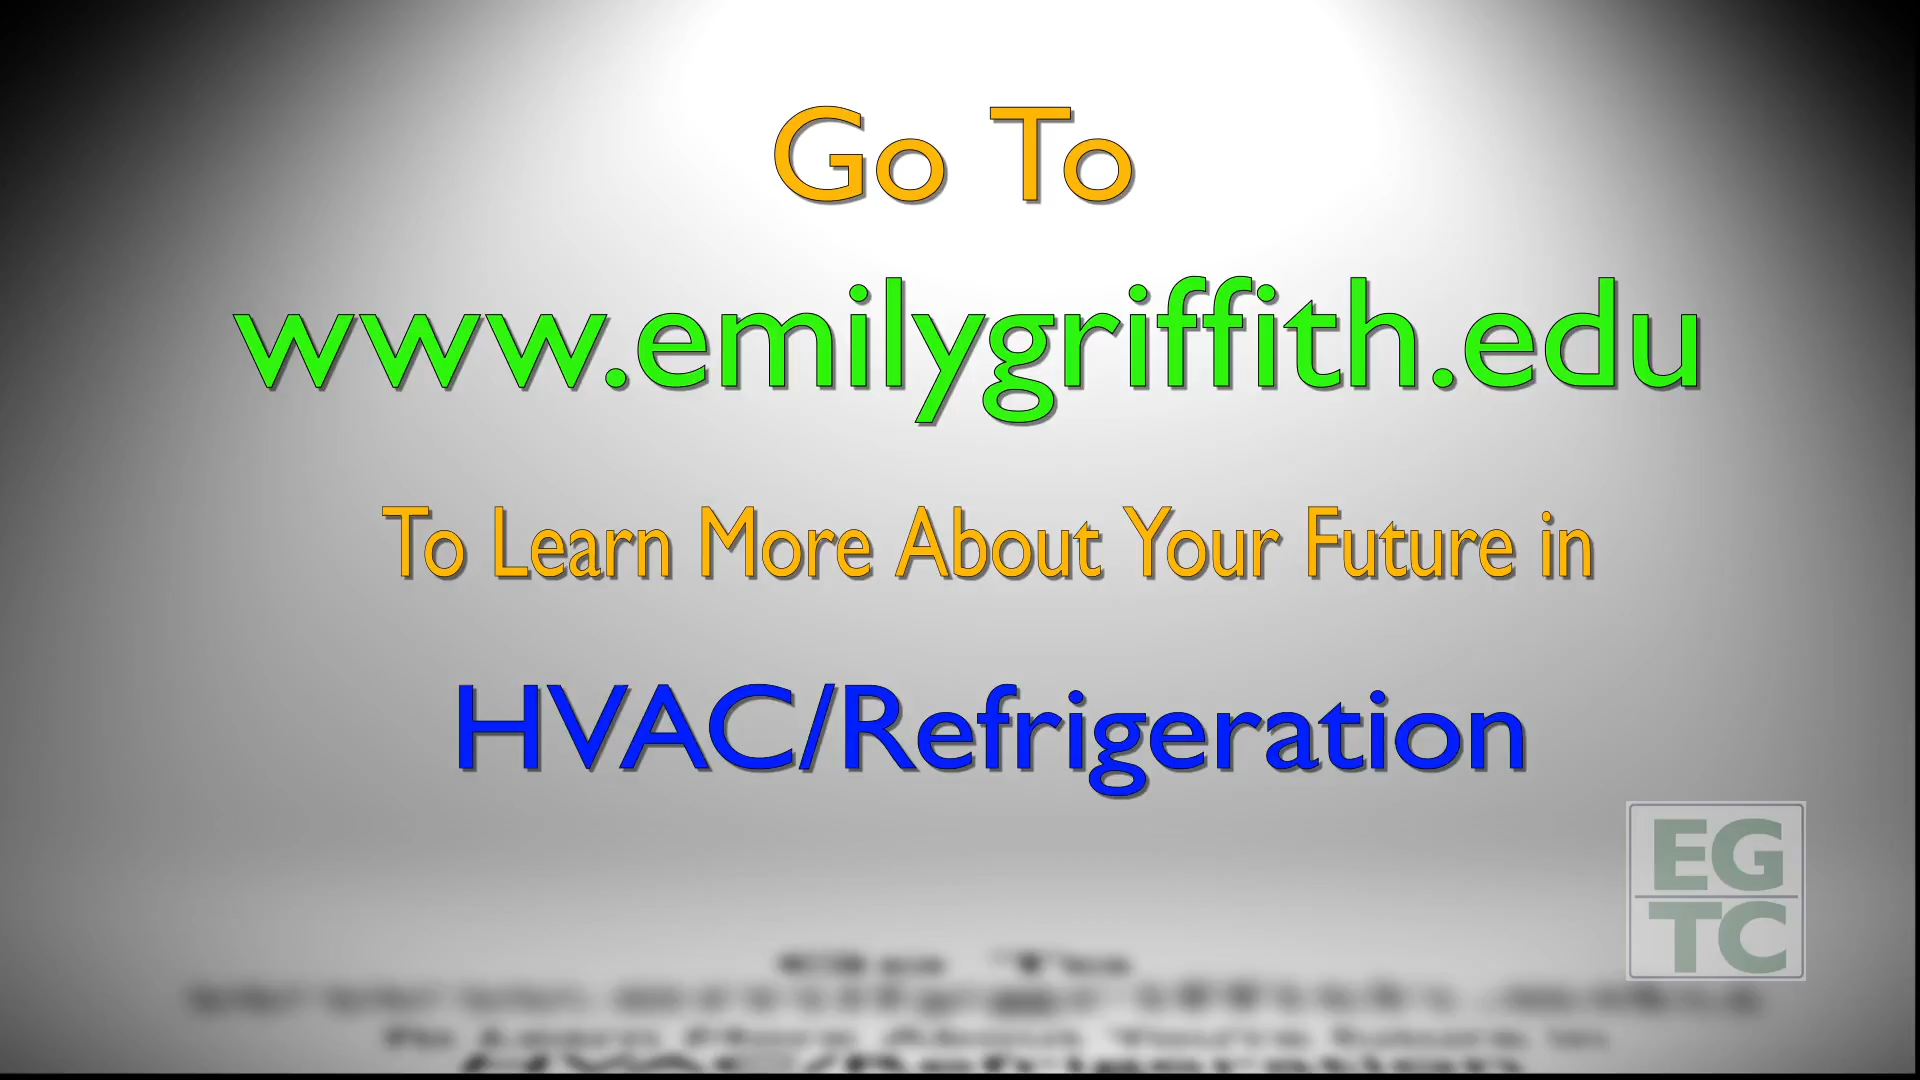 Go To
www.emilygriffith.edu
To Learn More About Your Future in
HVAC/Refrigeration
EG
TC